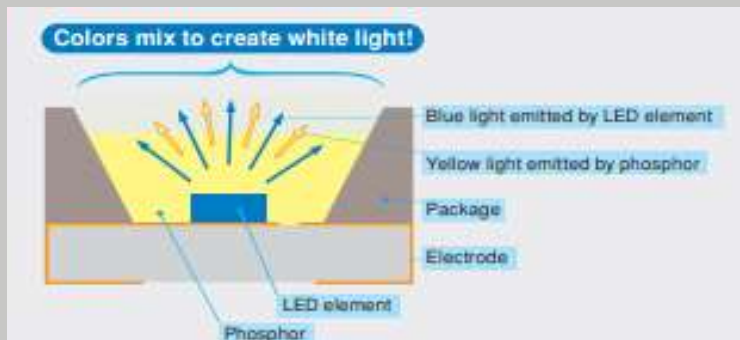 Colors mix to create white light!
Blue light emitted by LED element
Yellow light emitted by phosphor
Package
Electrode
LED element
Phosphor